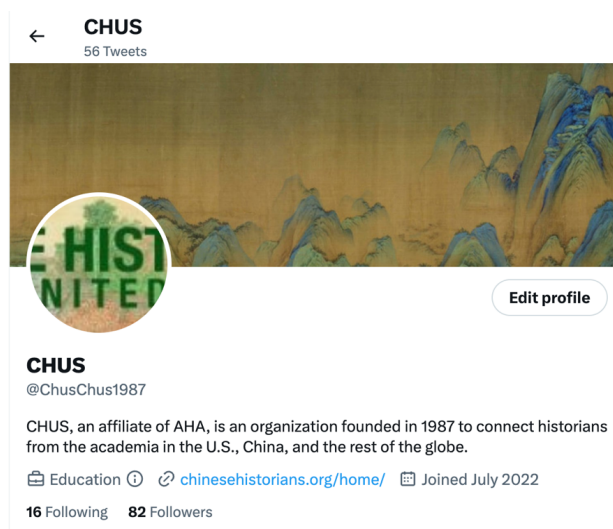 CHUS
56 Tweets
E HIST
NITED
Edit profile
CHUS
@ChusChus1987
CHUS, an affiliate of AHA, is an organization founded in 1987 to connect historians
from the academia in the U.S., China, and the rest of the globe.
Education chinesehistorians.org/home/ Joined July 2022
16 Following 82 Followers